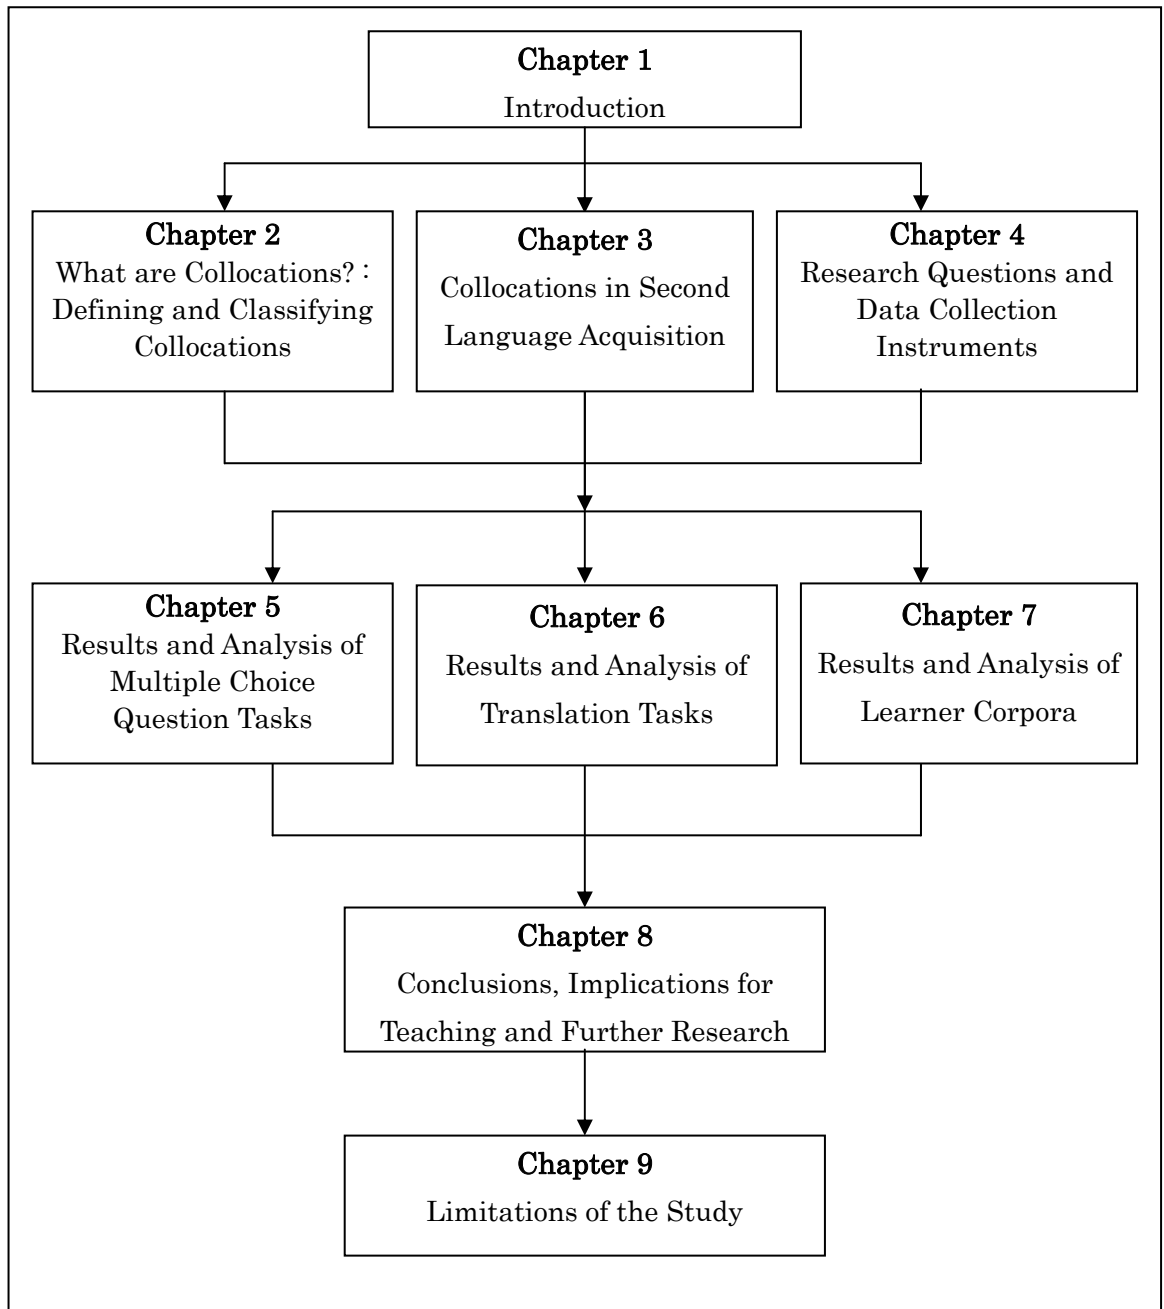 Chapter 1
Introduction
Chapter 2
What are Collocations? :
Defining and Classifying
Collocations
Chapter 3
Collocations in Second
Language Acquisition
Chapter 4
Research Questions and
Data Collection
Instruments
Chapter 5
Results and Analysis of
Multiple Choice
Question Tasks
Chapter 6
Results and Analysis of
Translation Tasks
Chapter 7
Results and Analysis of
Learner Corpora
Chapter 8
Conclusions, Implications for
Teaching and Further Research
Chapter 9
Limitations of the Study